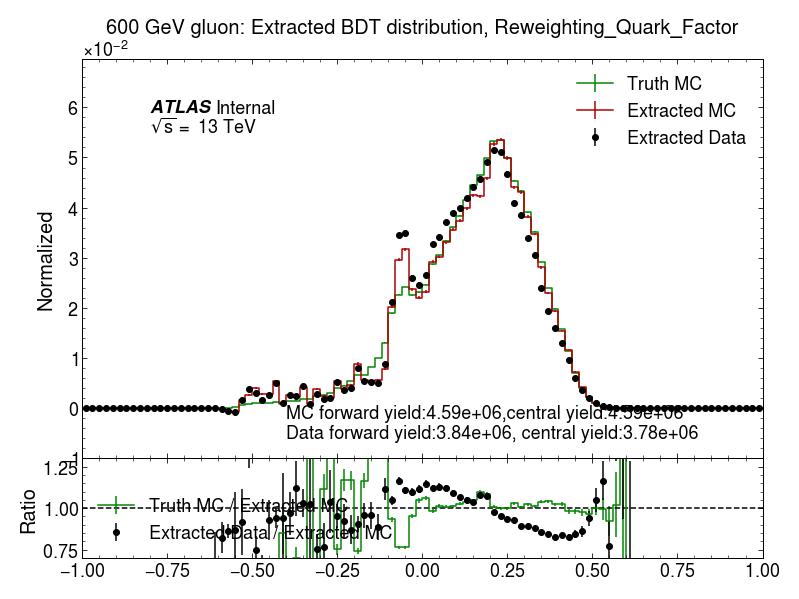 600 GeV gluon: Extracted BDT distribution, Reweighting_Quark_Factor
×10⁻²
ATLAS Internal
√s = 13 TeV
Truth MC
Extracted MC
Extracted Data
Normalized
6
5
4
3
2
1
0
MC forward yield:4.59e+06,central yield:4.59e+06
Data forward yield:3.84e+06, central yield:3.78e+06
Ratio
1.25
1.00
0.75
Truth MC / Extracted MC
Extracted Data / Extracted MC
−1.00 −0.75 −0.50 −0.25 0.00 0.25 0.50 0.75 1.00